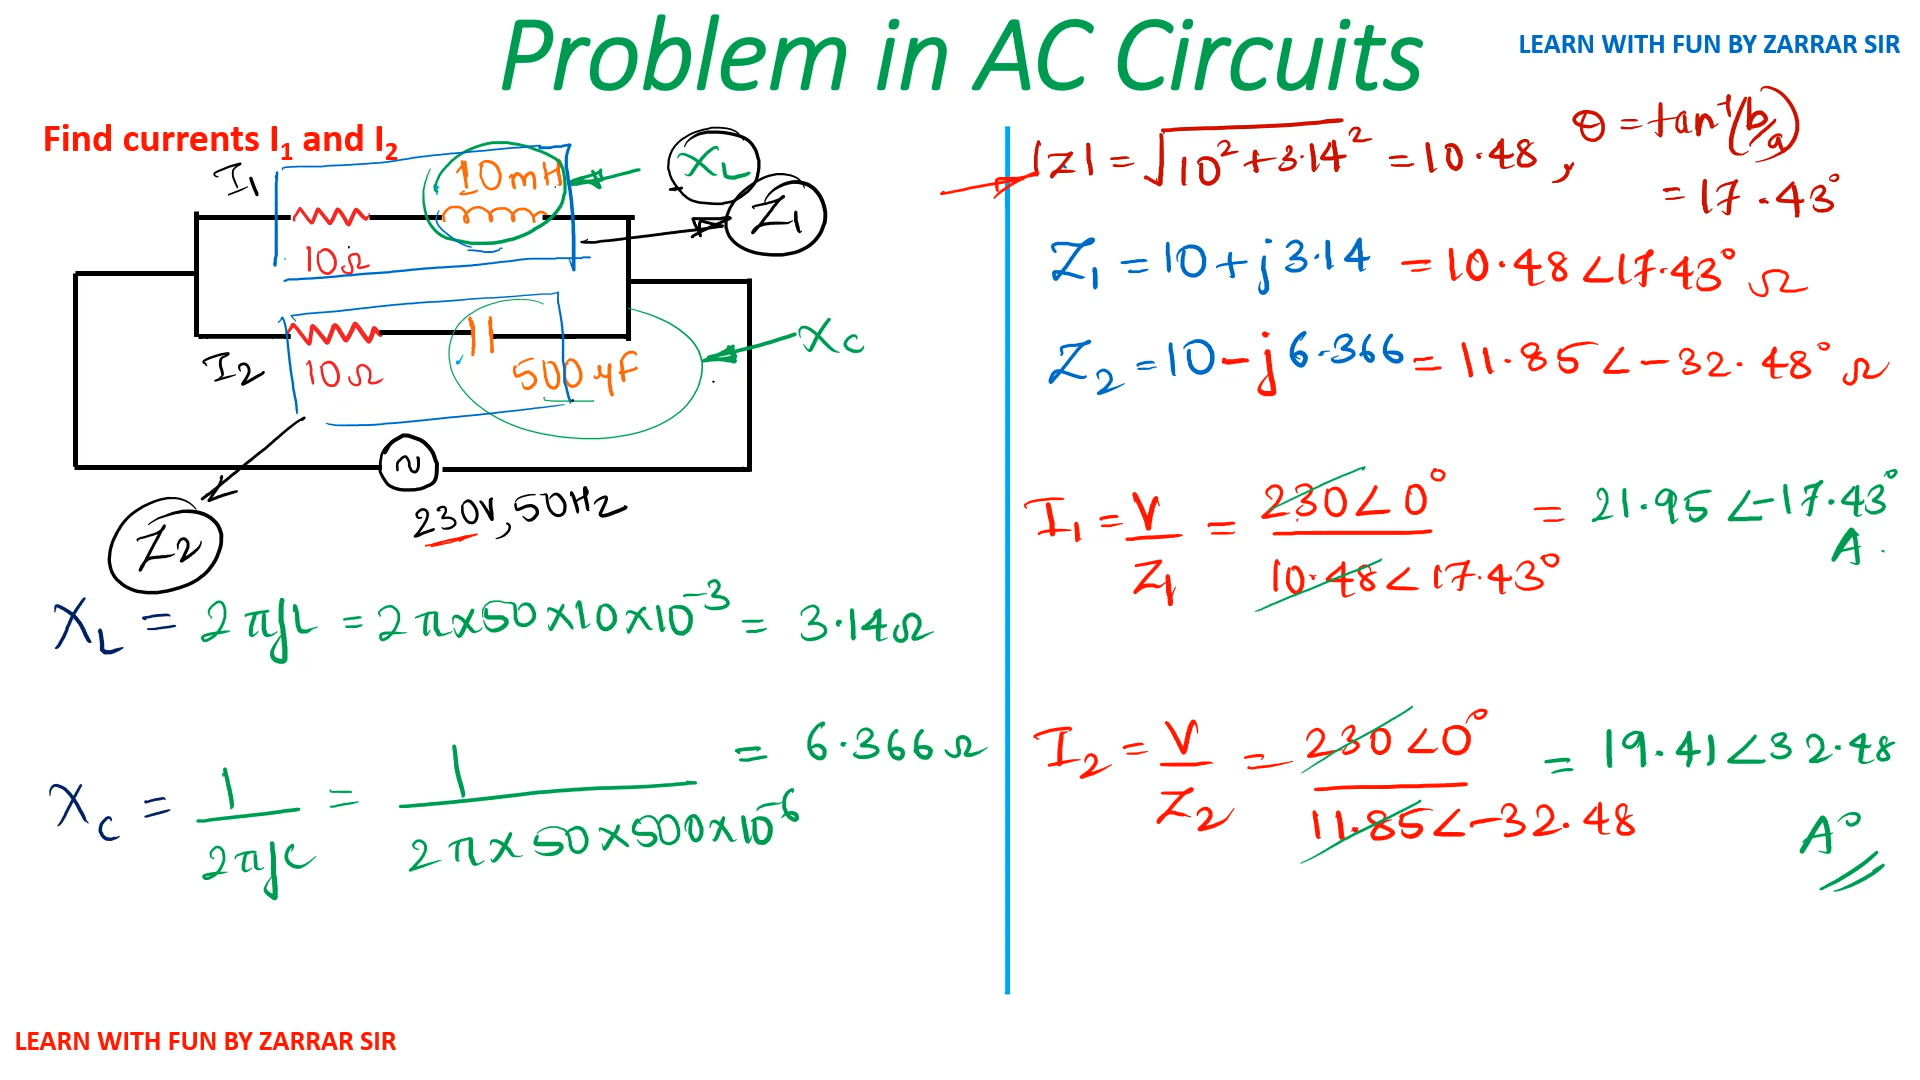 Problem in AC Circuits
LEARN WITH FUN BY ZARRAR SIR
Find currents I₁ and I₂
I₁
10mH
X_L
Z₁
10Ω
I₂
10Ω
500μF
X_C
Z₂
230V, 50Hz
X_L = 2πfL = 2π×50×10×10⁻³ = 3.14Ω
X_C = 1/2πfC = 1/2π×50×500×10⁻⁶ = 6.366Ω
|Z| = √10²+3.14² = 10.48, θ = tan⁻¹(b/a)
= 17.43°
Z₁ = 10+j3.14 = 10.48∠17.43° Ω
Z₂ = 10-j6.366 = 11.85∠-32.48° Ω
I₁ = V/Z₁ = 230∠0°/10.48∠17.43° = 21.95∠-17.43° A.
I₂ = V/Z₂ = 230∠0°/11.85∠-32.48 = 19.41∠32.48 A°
LEARN WITH FUN BY ZARRAR SIR